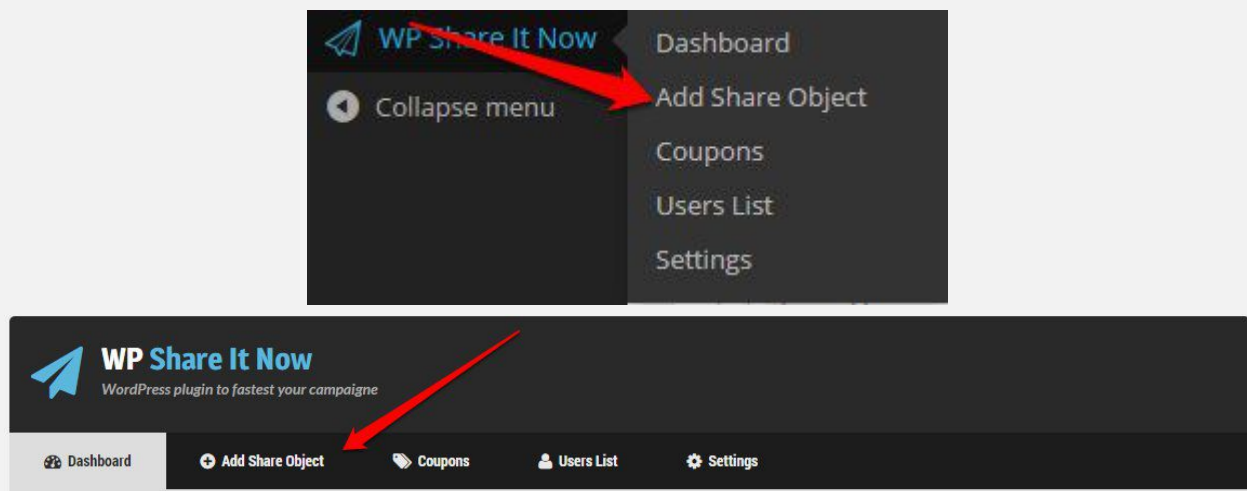 WP Share It Now
Dashboard
Add Share Object
Collapse menu
Coupons
Users List
Settings
WP Share It Now
WordPress plugin to fastest your campaigne
Dashboard
Add Share Object
Coupons
Users List
Settings